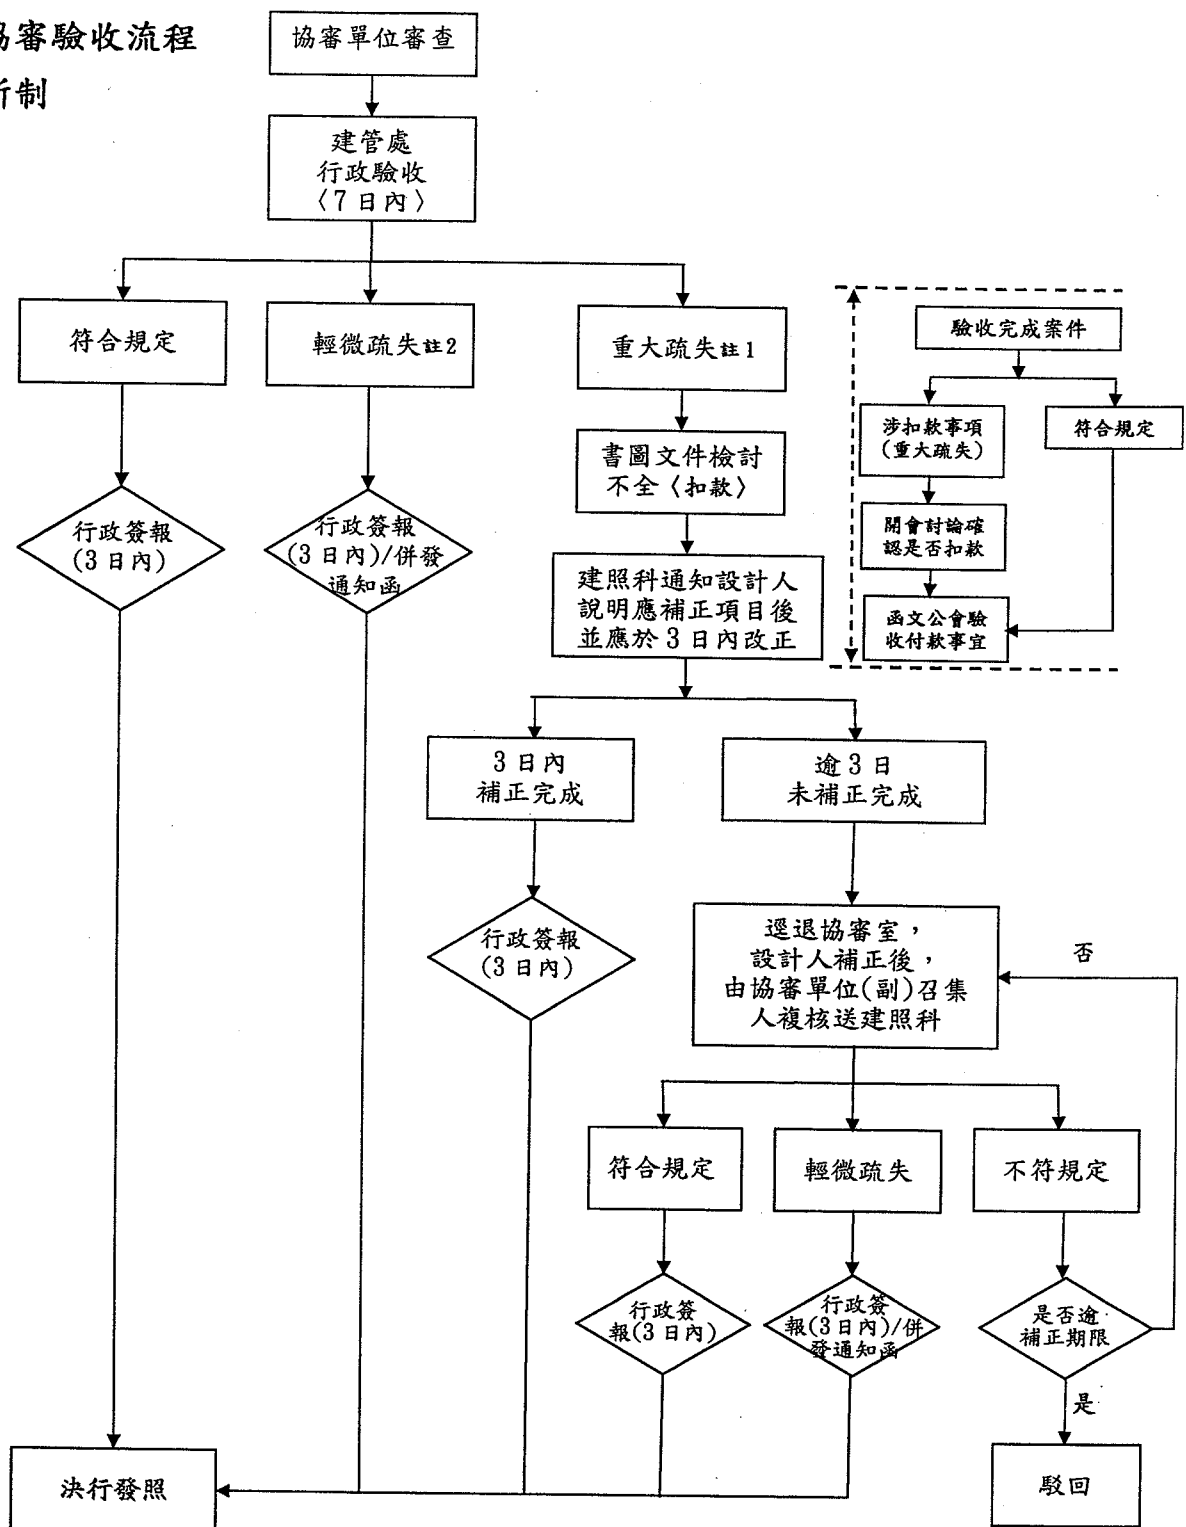 協審驗收流程
新制
協審單位審查
建管處
行政驗收
〈7日內〉
符合規定
輕微疏失註2
重大疏失註1
驗收完成案件
涉扣款事項
(重大疏失)
符合規定
開會討論確
認是否扣款
函文公會驗
收付款事宜
書圖文件檢討
不全〈扣款〉
行政簽報
(3日內)
行政簽報
(3日內)/併發
通知函
建照科通知設計人
說明應補正項目後
並應於3日內改正
3日內
補正完成
逾3日
未補正完成
行政簽報
(3日內)
逕退協審室，
設計人補正後，
由協審單位(副)召集
人複核送建照科
否
符合規定
輕微疏失
不符規定
行政簽
報(3日內)
行政簽
報(3日內)/併
發通知函
是否逾
補正期限
是
決行發照
駁回